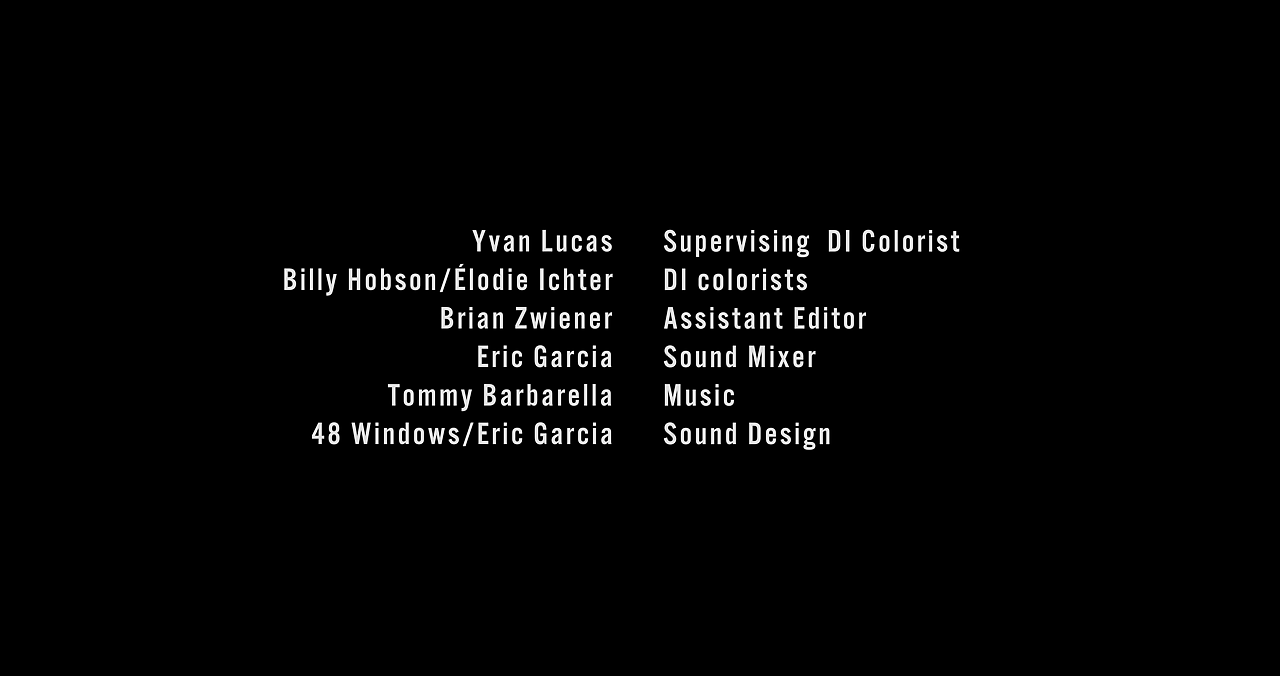 Yvan Lucas Supervising DI Colorist
Billy Hobson/Élodie Ichter DI colorists
Brian Zwiener Assistant Editor
Eric Garcia Sound Mixer
Tommy Barbarella Music
48 Windows/Eric Garcia Sound Design